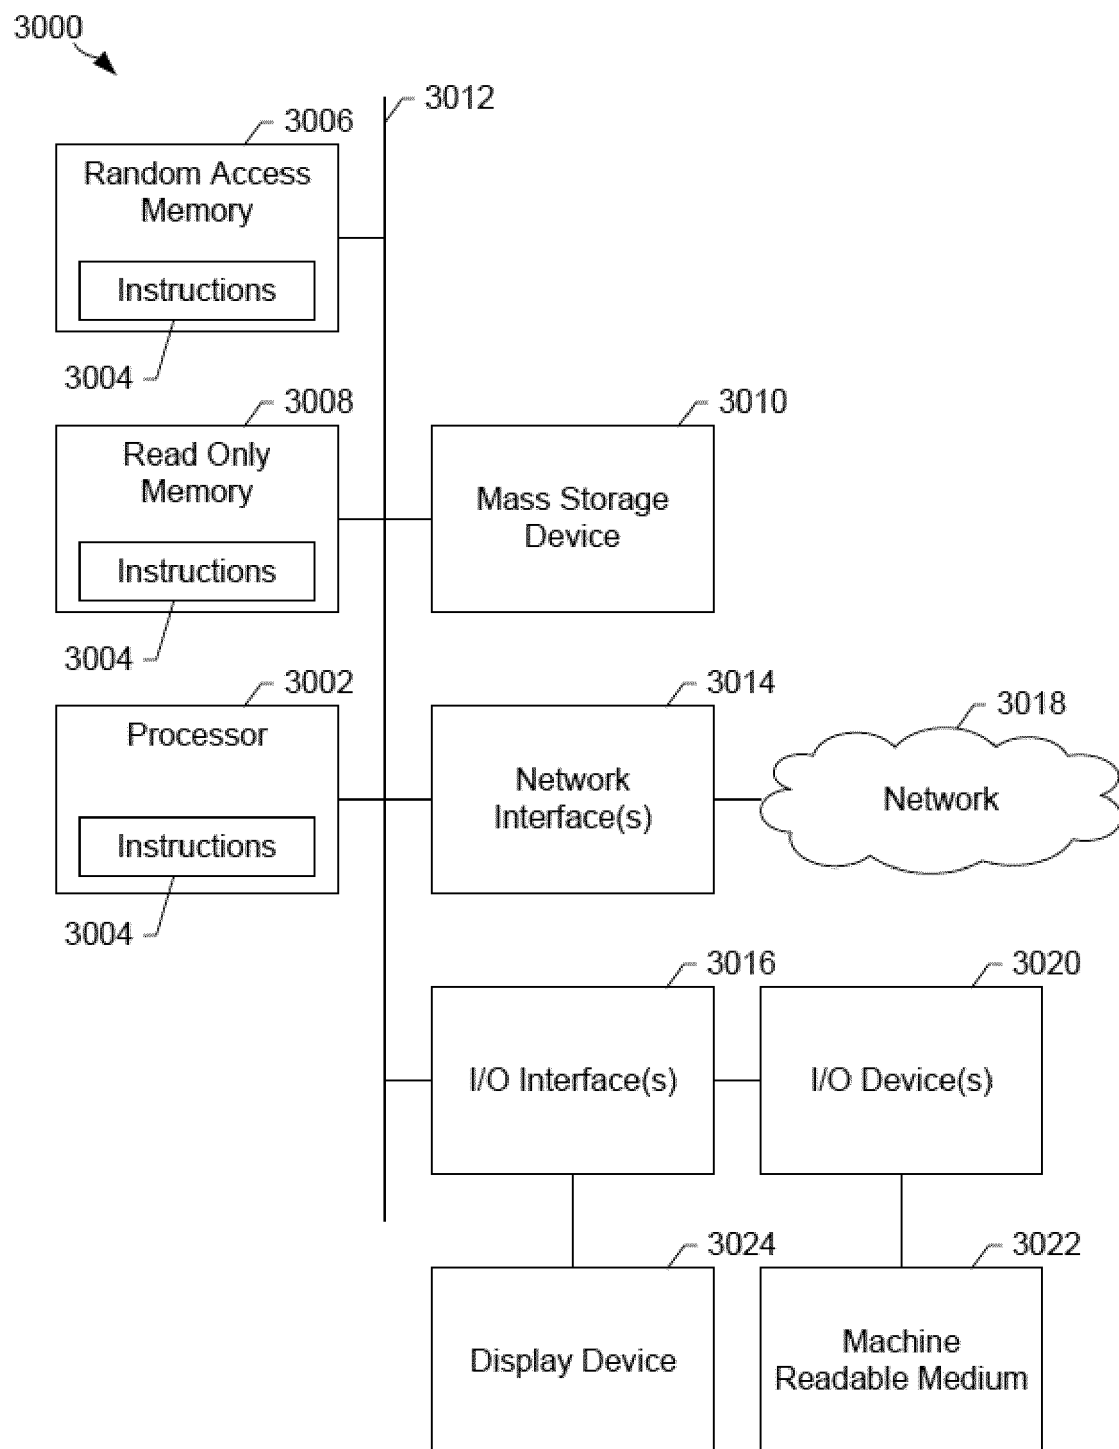 3000
3012
3006
Random Access
Memory
Instructions
3004
3008
Read Only
Memory
Instructions
3004
3010
Mass Storage
Device
3002
Processor
Instructions
3004
3014
Network
Interface(s)
3018
Network
3016
I/O Interface(s)
3020
I/O Device(s)
3024
Display Device
3022
Machine
Readable Medium